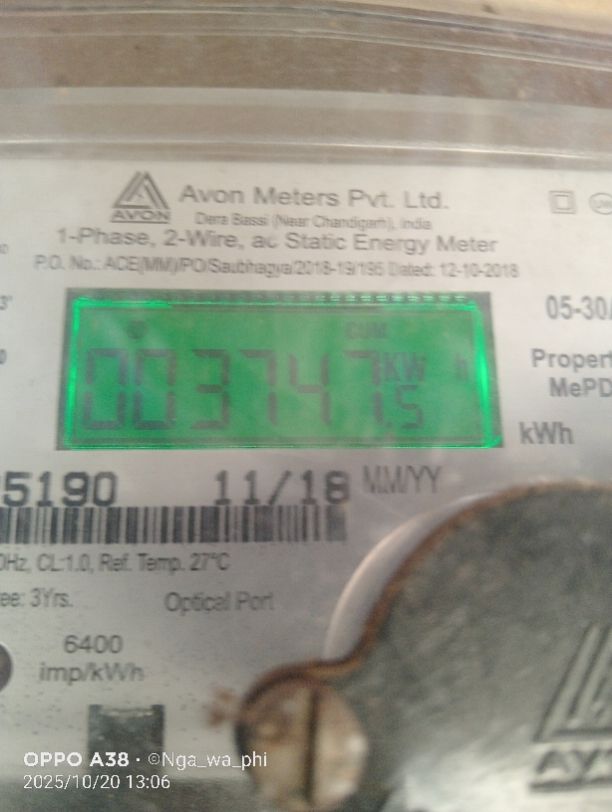 Avon Meters Pvt. Ltd.
AVON
Dera Bassi (Near Chandigarh), India
1-Phase, 2-Wire, ac Static Energy Meter
P.O. No.: ACE(MM)/PO/Saubhagya/2018-19/195 Dated: 12-10-2018
05-30/
CUM
003747.5 KW h
Propert
MePD
kWh
5190 11/18 MM/YY
0Hz, CL:1.0, Ref. Temp. 27°C
ee: 3Yrs. Optical Port
6400
imp/kWh
OPPO A38 · ©Nga_wa_phi
2025/10/20 13:06